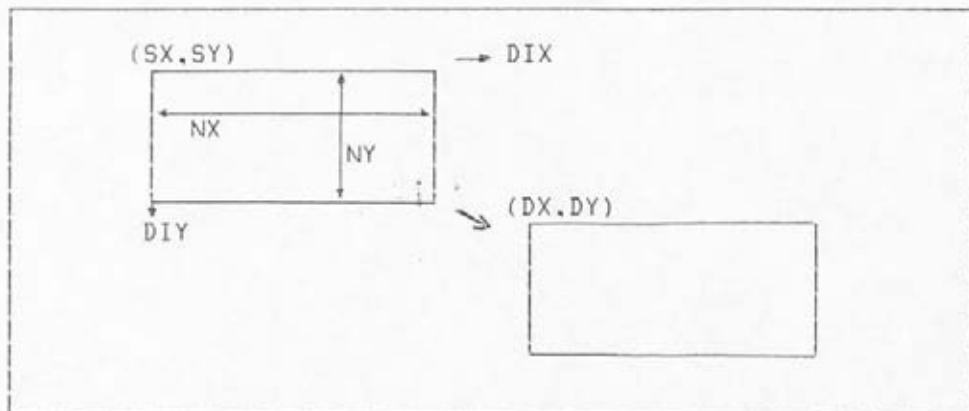 (SX,SY)
DIX
NX
NY
DIY
(DX,DY)